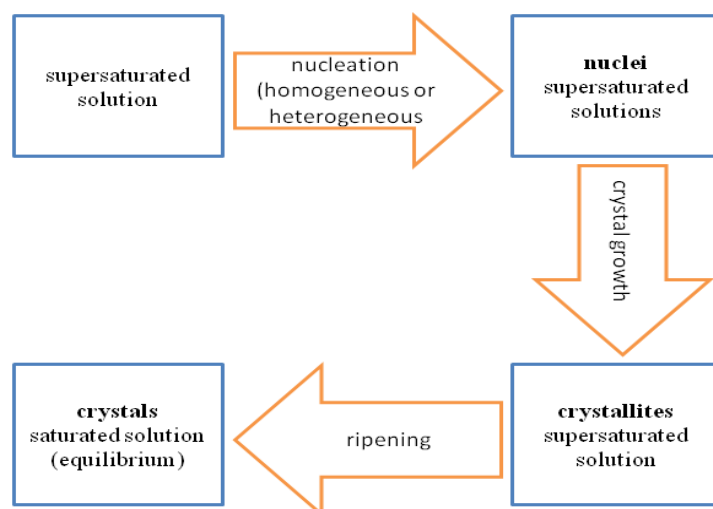 supersaturated
solution
nucleation
(homogeneous or
heterogeneous
nuclei
supersaturated
solutions
crystal growth
crystallites
supersaturated
solution
ripening
crystals
saturated solution
(equilibrium)